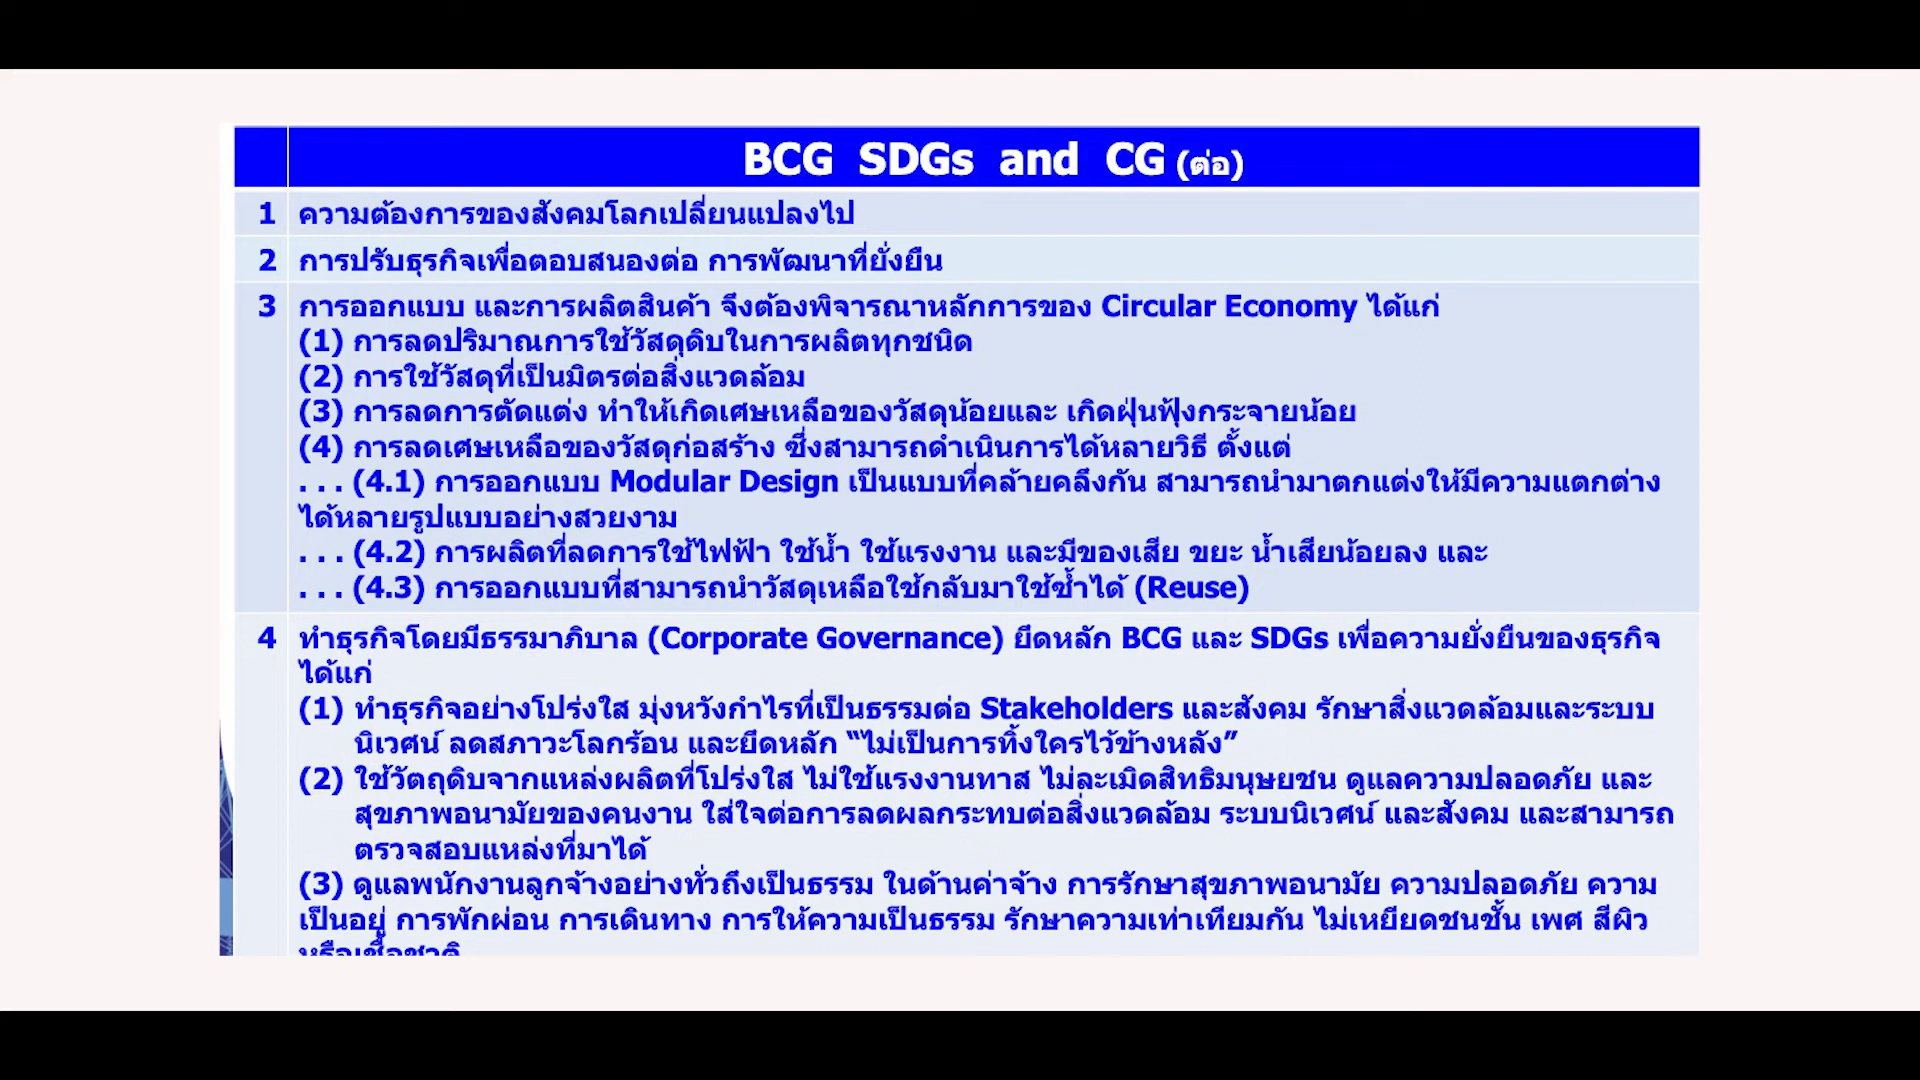 BCG SDGs and CG (ต่อ)
1 ความต้องการของสังคมโลกเปลี่ยนแปลงไป
2 การปรับธุรกิจเพื่อตอบสนองต่อ การพัฒนาที่ยั่งยืน
3 การออกแบบ และการผลิตสินค้า จึงต้องพิจารณาหลักการของ Circular Economy ได้แก่
(1) การลดปริมาณการใช้วัสดุดิบในการผลิตทุกชนิด
(2) การใช้วัสดุที่เป็นมิตรต่อสิ่งแวดล้อม
(3) การลดการตัดแต่ง ทำให้เกิดเศษเหลือของวัสดุน้อยและ เกิดฝุ่นฟุ้งกระจายน้อย
(4) การลดเศษเหลือของวัสดุก่อสร้าง ซึ่งสามารถดำเนินการได้หลายวิธี ตั้งแต่
. . . (4.1) การออกแบบ Modular Design เป็นแบบที่คล้ายคลึงกัน สามารถนำมาตกแต่งให้มีความแตกต่าง
ได้หลายรูปแบบอย่างสวยงาม
. . . (4.2) การผลิตที่ลดการใช้ไฟฟ้า ใช้น้ำ ใช้แรงงาน และมีของเสีย ขยะ น้ำเสียน้อยลง และ
. . . (4.3) การออกแบบที่สามารถนำวัสดุเหลือใช้กลับมาใช้ซ้ำได้ (Reuse)
4 ทำธุรกิจโดยมีธรรมาภิบาล (Corporate Governance) ยึดหลัก BCG และ SDGs เพื่อความยั่งยืนของธุรกิจ
ได้แก่
(1) ทำธุรกิจอย่างโปร่งใส มุ่งหวังกำไรที่เป็นธรรมต่อ Stakeholders และสังคม รักษาสิ่งแวดล้อมและระบบ
นิเวศน์ ลดสภาวะโลกร้อน และยึดหลัก “ไม่เป็นการทิ้งใครไว้ข้างหลัง”
(2) ใช้วัตถุดิบจากแหล่งผลิตที่โปร่งใส ไม่ใช้แรงงานทาส ไม่ละเมิดสิทธิมนุษยชน ดูแลความปลอดภัย และ
สุขภาพอนามัยของคนงาน ใส่ใจต่อการลดผลกระทบต่อสิ่งแวดล้อม ระบบนิเวศน์ และสังคม และสามารถ
ตรวจสอบแหล่งที่มาได้
(3) ดูแลพนักงานลูกจ้างอย่างทั่วถึงเป็นธรรม ในด้านค่าจ้าง การรักษาสุขภาพอนามัย ความปลอดภัย ความ
เป็นอยู่ การพักผ่อน การเดินทาง การให้ความเป็นธรรม รักษาความเท่าเทียมกัน ไม่เหยียดชนชั้น เพศ สีผิว
หรือเชื้อชาติ